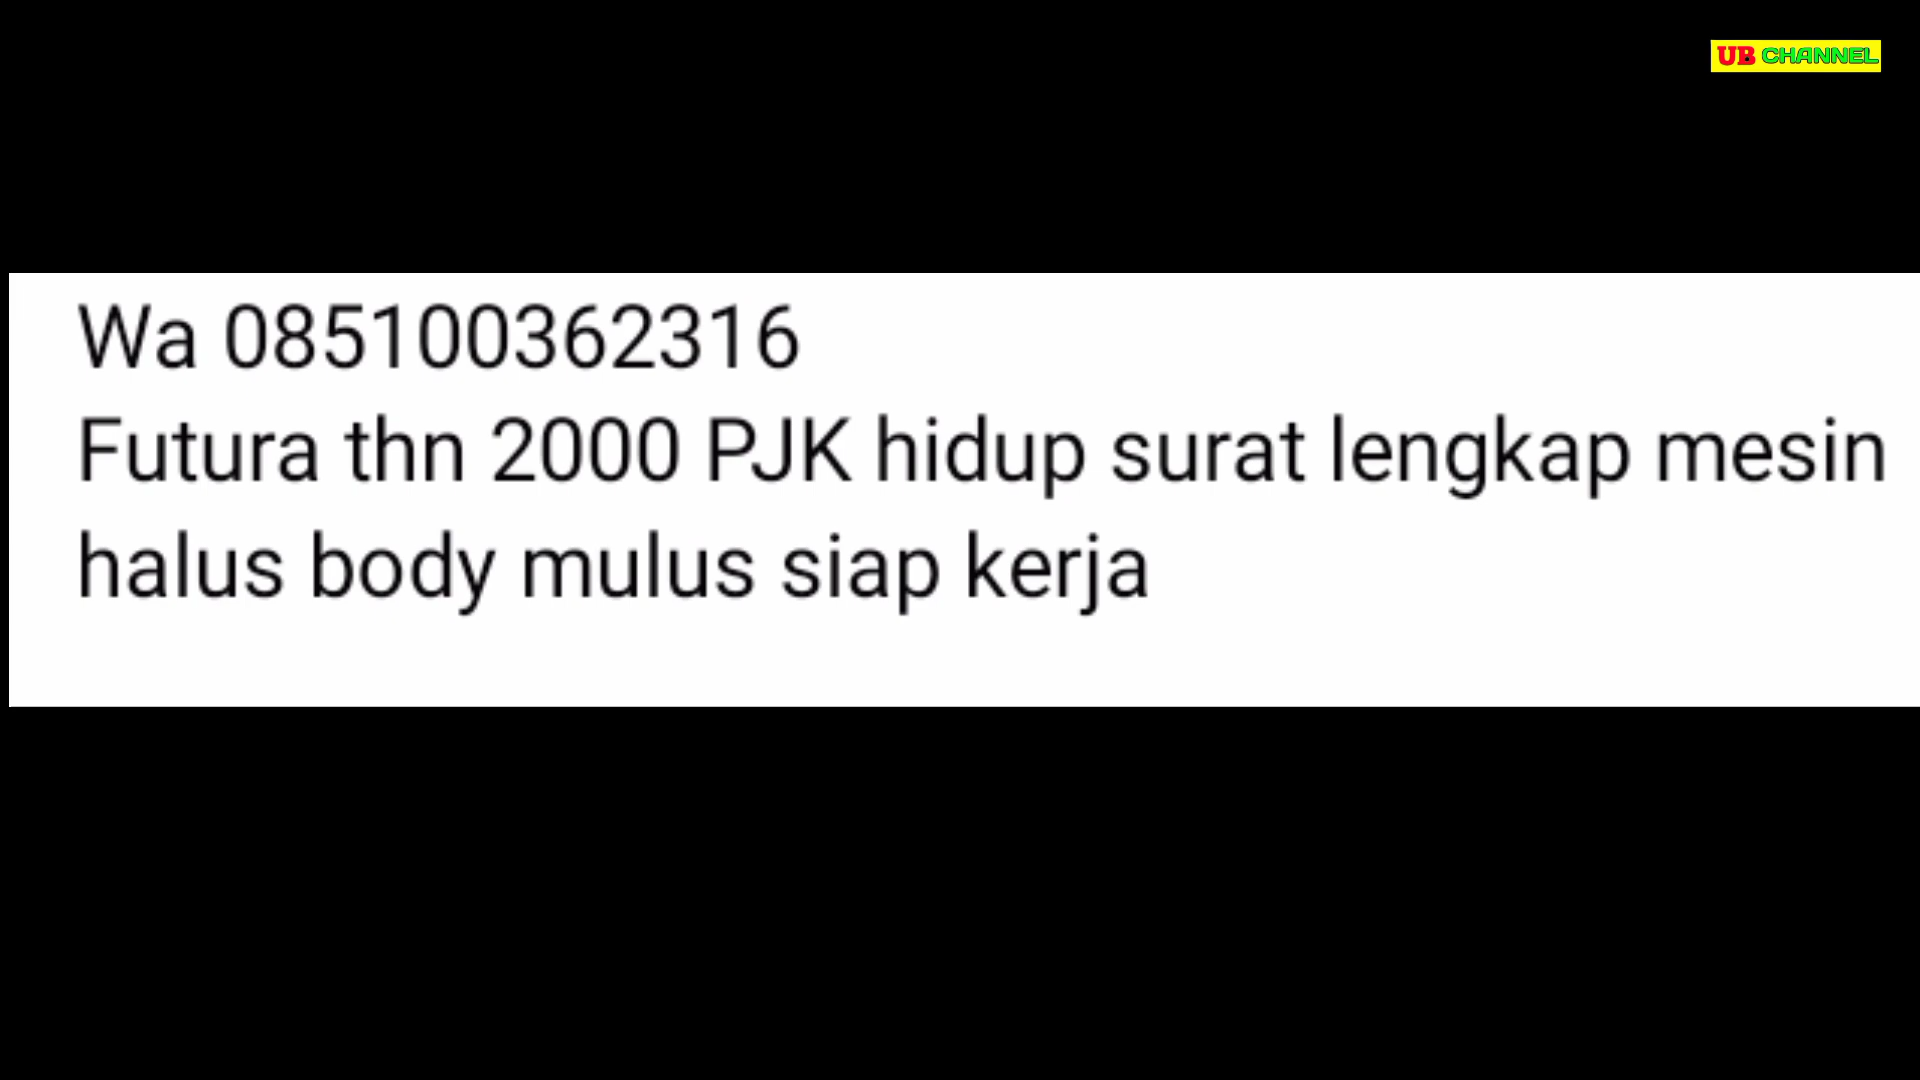 UB CHANNEL
Wa 085100362316
Futura thn 2000 PJK hidup surat lengkap mesin
halus body mulus siap kerja